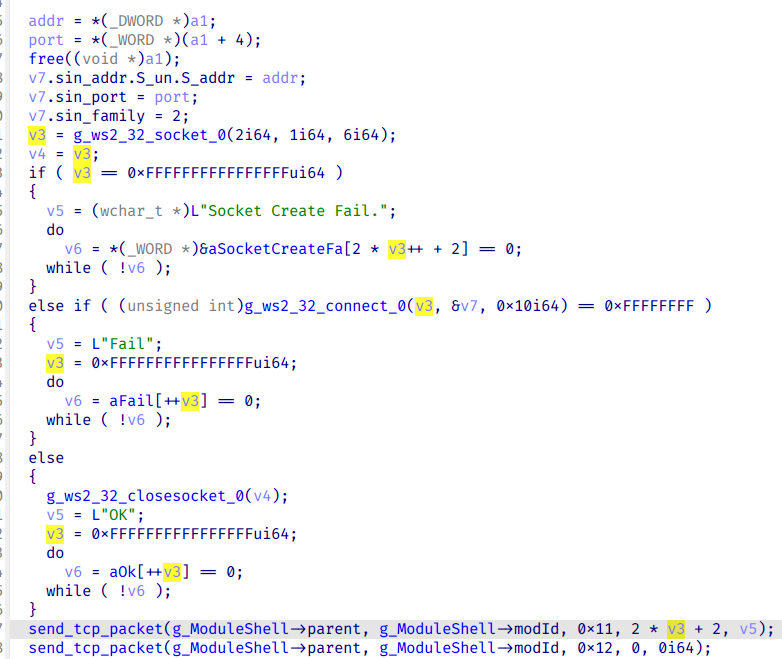 addr = *(_DWORD *)a1;
port = *(_WORD *)(a1 + 4);
free((void *)a1);
v7.sin_addr.S_un.S_addr = addr;
v7.sin_port = port;
v7.sin_family = 2;
v3 = g_ws2_32_socket_0(2i64, 1i64, 6i64);
v4 = v3;
if ( v3 == 0xFFFFFFFFFFFFFFFFui64 )
{
v5 = (wchar_t *)L"Socket Create Fail.";
do
v6 = *(_WORD *)&aSocketCreateFa[2 * v3++ + 2] == 0;
while ( !v6 );
}
else if ( (unsigned int)g_ws2_32_connect_0(v3, &v7, 0x10i64) == 0xFFFFFFFF )
{
v5 = L"Fail";
v3 = 0xFFFFFFFFFFFFFFFFui64;
do
v6 = aFail[++v3] == 0;
while ( !v6 );
}
else
{
g_ws2_32_closesocket_0(v4);
v5 = L"OK";
v3 = 0xFFFFFFFFFFFFFFFFui64;
do
v6 = aOk[++v3] == 0;
while ( !v6 );
}
send_tcp_packet(g_ModuleShell->parent, g_ModuleShell->modId, 0x11, 2 * v3 + 2, v5);
send_tcp_packet(g_ModuleShell->parent, g_ModuleShell->modId, 0x12, 0, 0i64);